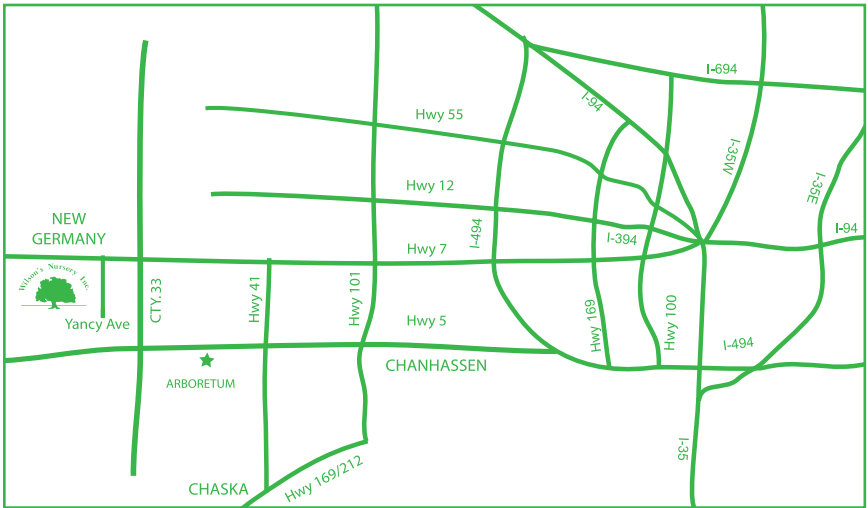 I-694
I-94
Hwy 55
I-35W
I-35E
Hwy 12
NEW
GERMANY
I-494
I-394
I-94
Hwy 7
Wilson's Nursery Inc.
CTY. 33
Hwy 41
Hwy 101
Yancy Ave
Hwy 5
Hwy 169
Hwy 100
I-494
CHANHASSEN
ARBORETUM
I-35
CHASKA
Hwy 169/212